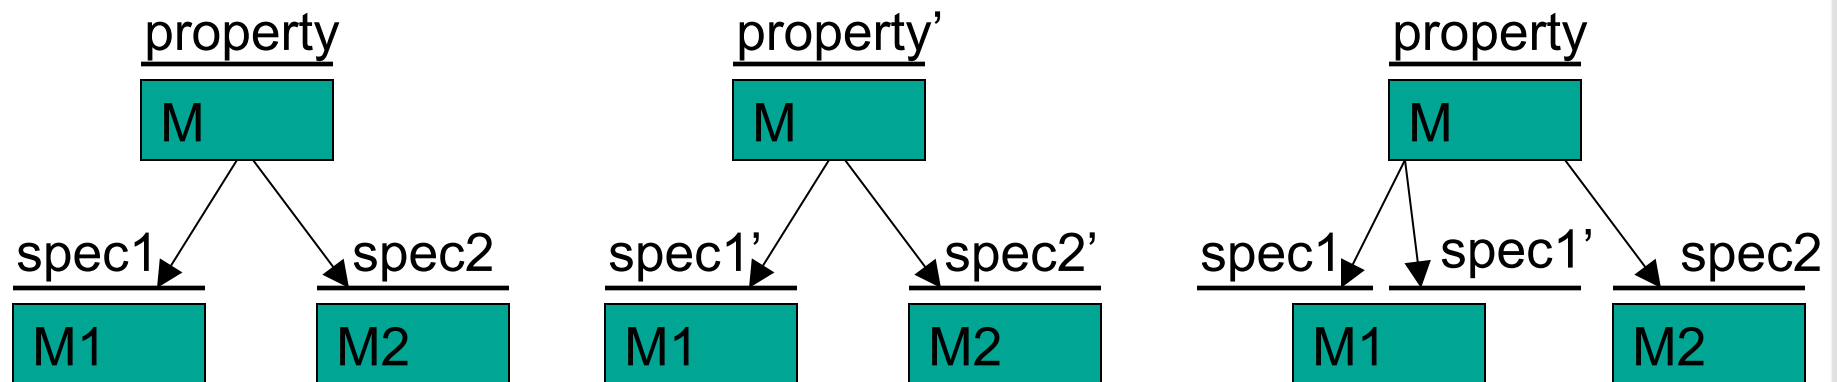 property
M
spec1
spec2
M1
M2
property’
M
spec1’
spec2’
M1
M2
property
M
spec1
spec1’
spec2
M1
M2